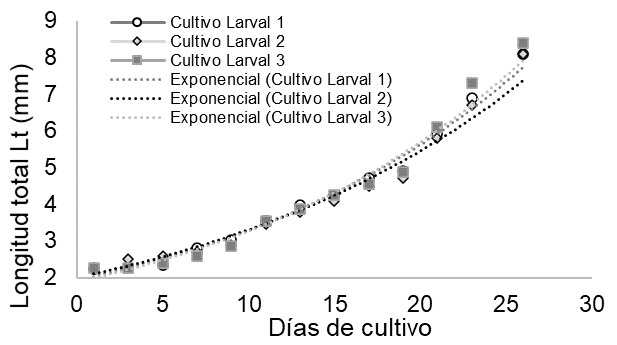 9
8
7
6
5
4
3
2
Longitud total Lt (mm)
Cultivo Larval 1
Cultivo Larval 2
Cultivo Larval 3
Exponencial (Cultivo Larval 1)
Exponencial (Cultivo Larval 2)
Exponencial (Cultivo Larval 3)
0 5 10 15 20 25 30
Días de cultivo